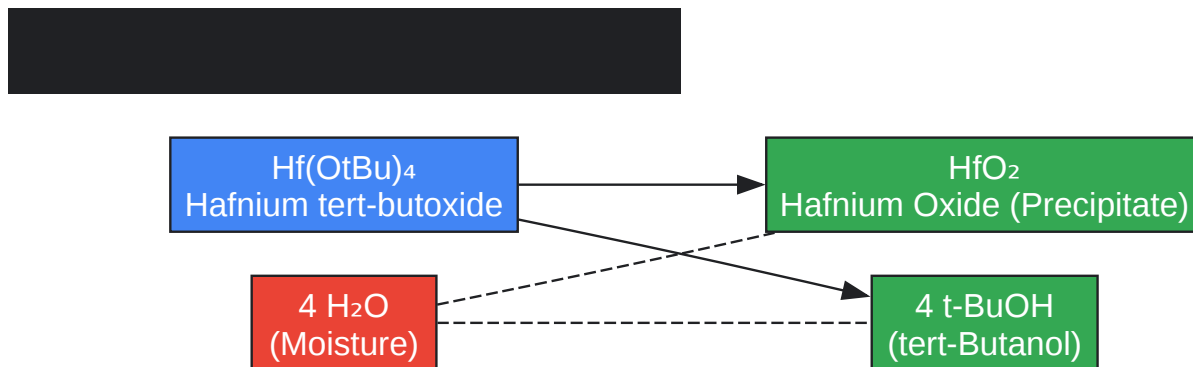 Hf(OtBu)₄
Hafnium tert-butoxide
HfO₂
Hafnium Oxide (Precipitate)
4 H₂O
(Moisture)
4 t-BuOH
(tert-Butanol)